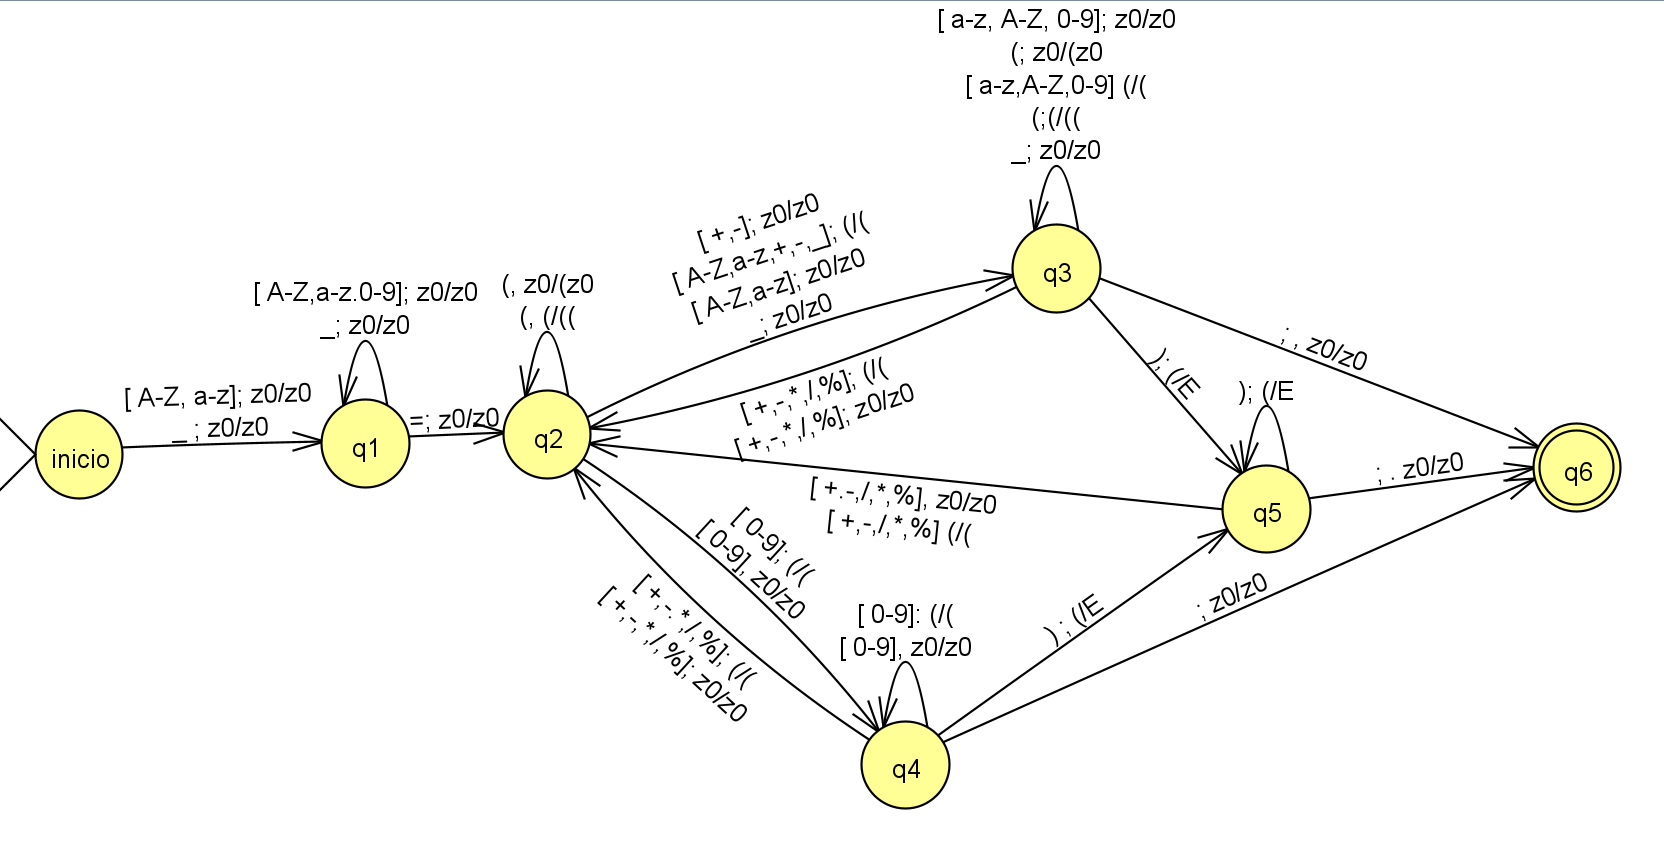 [ a-z, A-Z, 0-9]; z0/z0
(; z0/(z0
[ a-z,A-Z,0-9] (/(
(;(/((
_; z0/z0
q3
[ +,-]; z0/z0
[ A-Z,a-z,+,-,_]; (/(
[ A-Z,a-z]; z0/z0
_; z0/z0
[ A-Z,a-z.0-9]; z0/z0
_; z0/z0
(, z0/(z0
(, (/((
[ A-Z, a-z]; z0/z0
_ ; z0/z0
=; z0/z0
inicio
q1
q2
[ +,-,*,/,%]; (/(
[ +,-,*,/,%]; z0/z0
); (/E
; , z0/z0
); (/E
; . z0/z0
q6
q5
[ +.-,/,*,%], z0/z0
[ +,-,/,*,%] (/(
[ 0-9]; (/(
[ 0-9], z0/z0
[ +,-. ,*,/,%]; (/(
[ +,-, ,*,/,%]; z0/z0
[ 0-9]: (/(
[ 0-9], z0/z0
) ; (/E
; z0/z0
q4